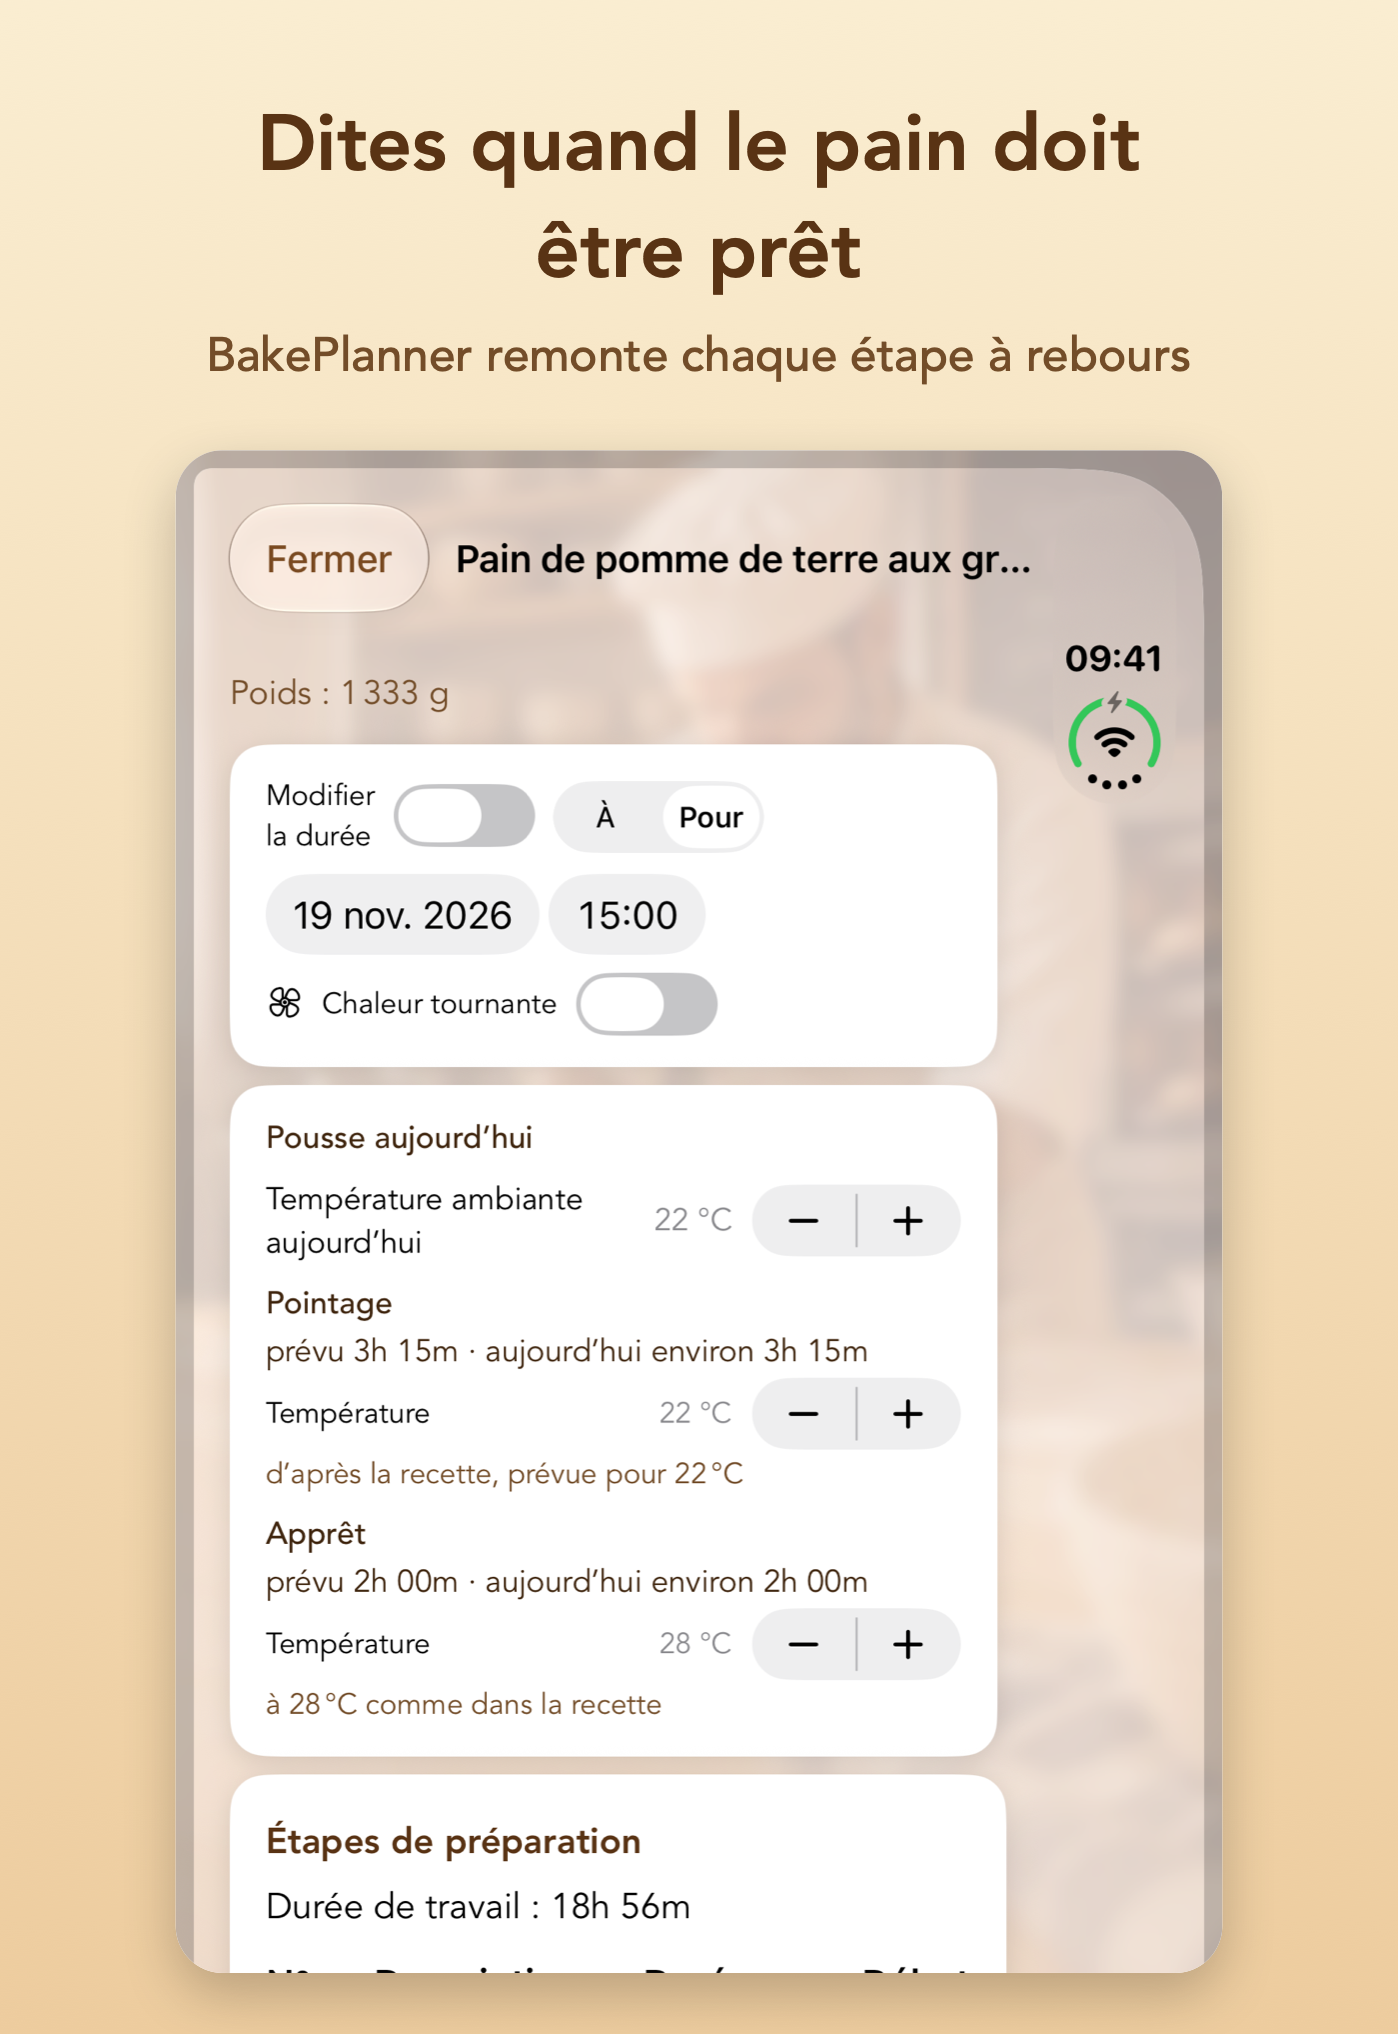 Dites quand le pain doit
être prêt
BakePlanner remonte chaque étape à rebours
Fermer
Pain de pomme de terre aux gr...
09:41
Poids : 1 333 g
Modifier
la durée
À
Pour
19 nov. 2026
15:00
Chaleur tournante
Pousse aujourd’hui
Température ambiante
aujourd’hui
22 °C
− +
Pointage
prévu 3h 15m · aujourd’hui environ 3h 15m
Température
22 °C
− +
d’après la recette, prévue pour 22 °C
Apprêt
prévu 2h 00m · aujourd’hui environ 2h 00m
Température
28 °C
− +
à 28 °C comme dans la recette
Étapes de préparation
Durée de travail : 18h 56m